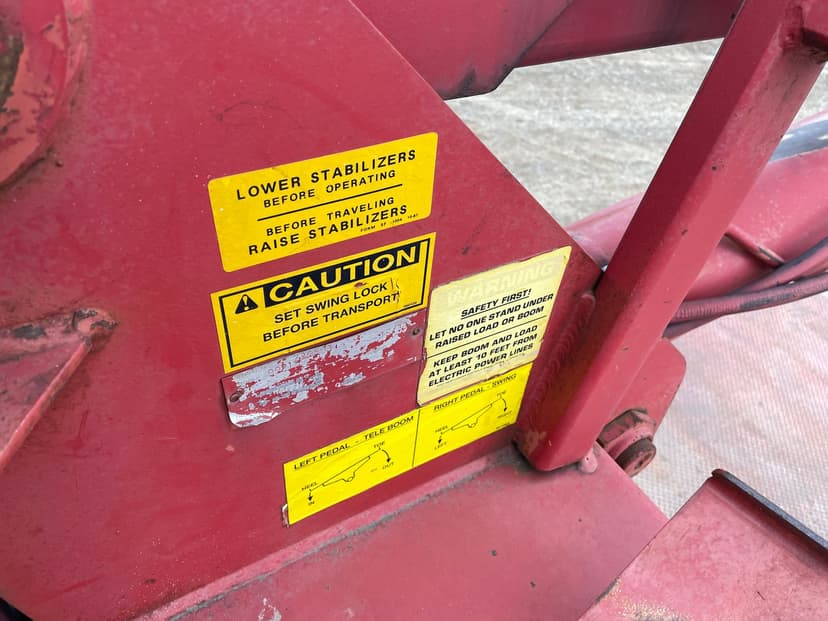 LOWER STABILIZERS
BEFORE OPERATING
BEFORE TRAVELING
RAISE STABILIZERS
CAUTION
SET SWING LOCK
BEFORE TRANSPORT
WARNING
SAFETY FIRST!
LET NO ONE STAND UNDER
RAISED LOAD OR BOOM
KEEP BOOM AND LOAD
AT LEAST 10 FEET FROM
ELECTRIC POWER LINES
LEFT PEDAL - TELE BOOM
TOE
HEEL
OUT
IN
RIGHT PEDAL - SWING
TOE
HEEL
LEFT